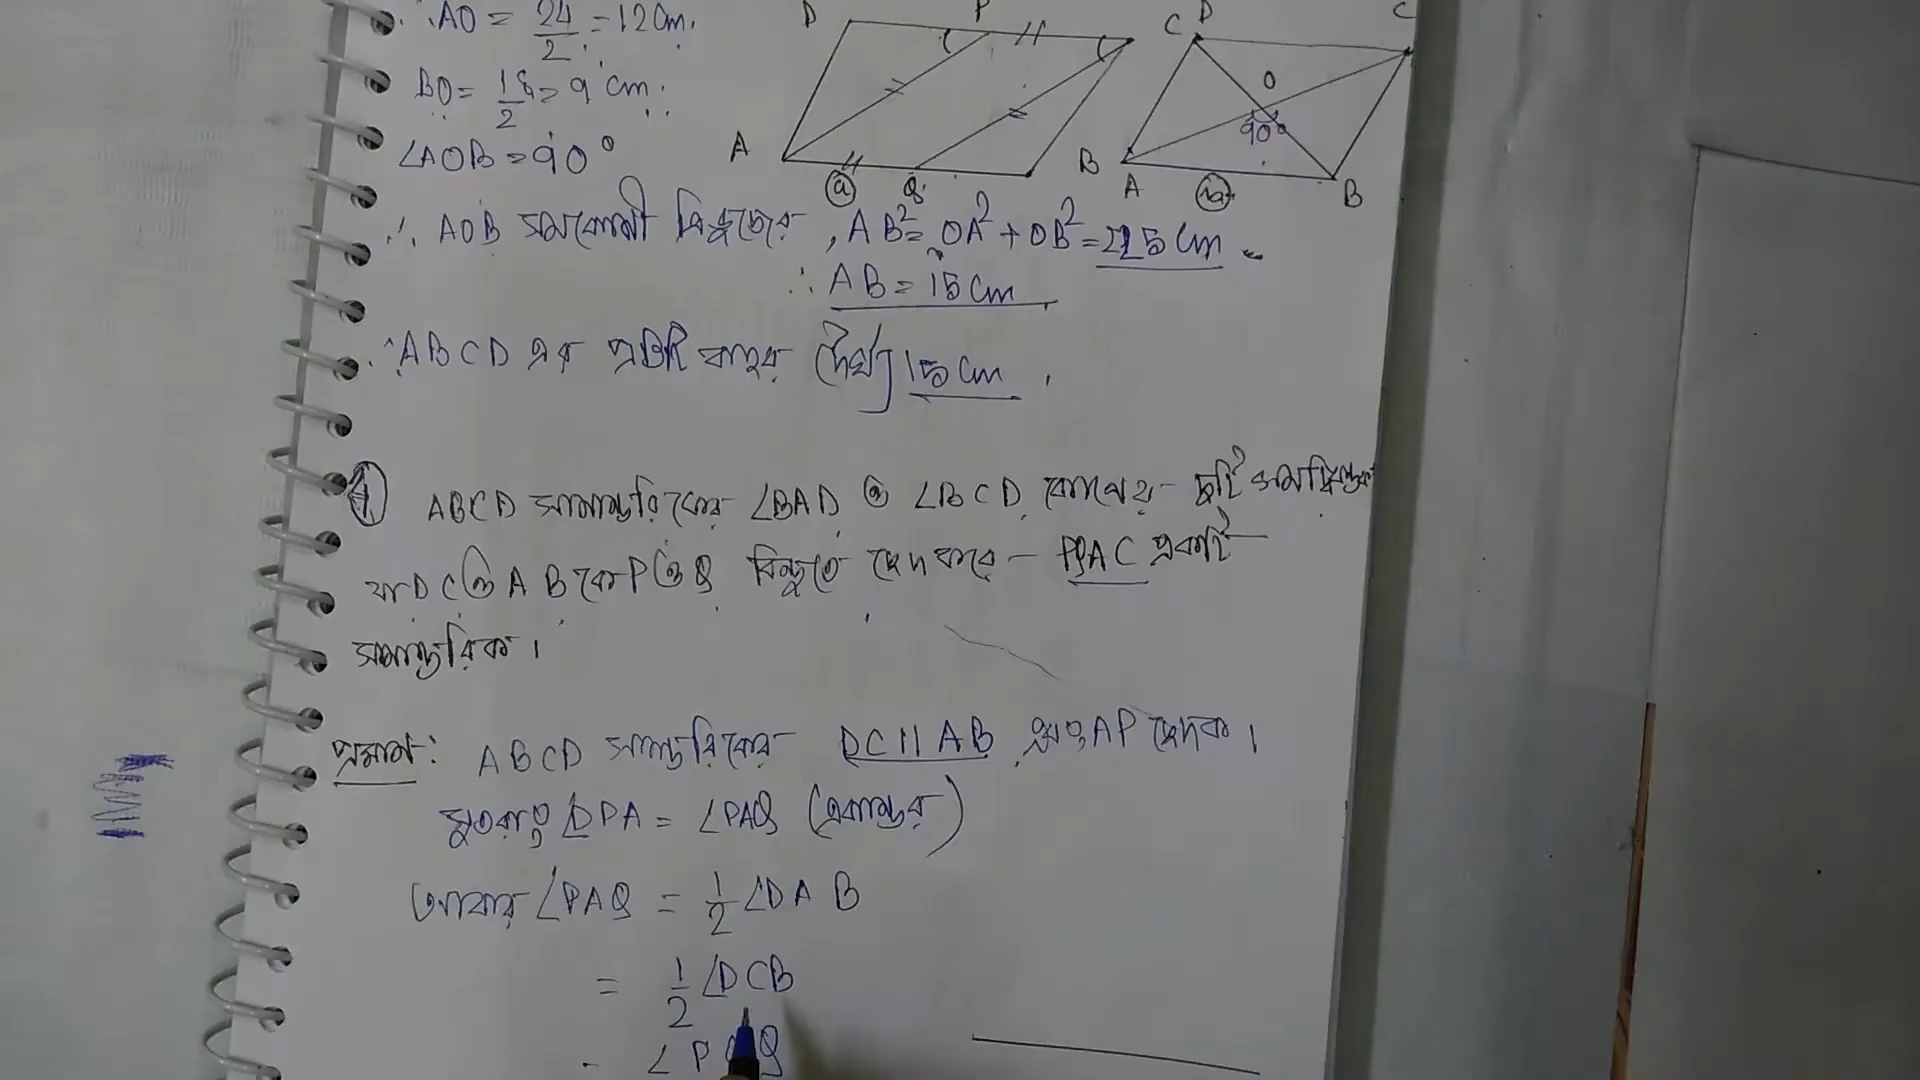 ∴ AO = 24/2 = 12 cm.
BO = 18/2 = 9 cm.
∠AOB = 90°
D P C
A Q B
D C
O
90°
A B
∴ AOB সমকোণী ত্রিভুজের, AB² = OA² + OB² = 225 cm
∴ AB = 15 cm
∴ ABCD এর প্রতিটি বাহুর দৈর্ঘ্য 15 cm
ABCD সামান্তরিকের ∠BAD ও ∠BCD কোণের দুটি সমদ্বিখণ্ডক
যা DC ও AB কে P ও Q বিন্দুতে ছেদ করে - PQAC একটি
সামান্তরিক।
প্রমাণ: ABCD সামান্তরিকের DC || AB এবং AP ছেদক।
সুতরাং ∠DPA = ∠PAQ (একান্তর)
আবার ∠PAQ = 1/2 ∠DAB
= 1/2 ∠DCB